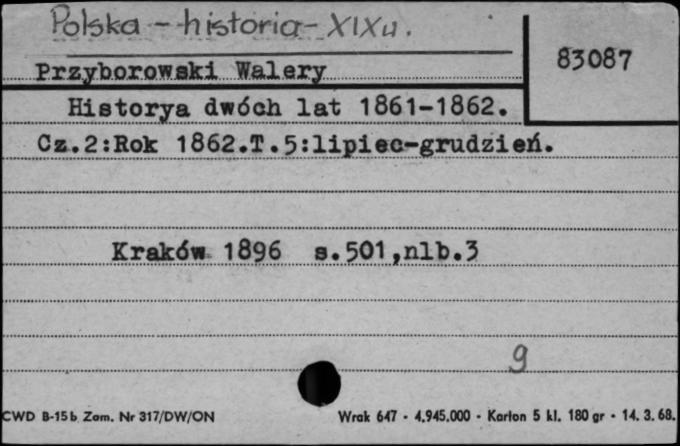 Polska - historia - XIX w.
83087
Przyborowski Walery
Historya dwóch lat 1861-1862.
Cz.2:Rok 1862.T.5:lipiec-grudzień.
Kraków 1896 s.501,nlb.3
9
CWD B-15b Zam. Nr 317/DW/ON Wrak 647 · 4.945.000 · Karton 5 kl. 180 gr · 14. 3. 68.